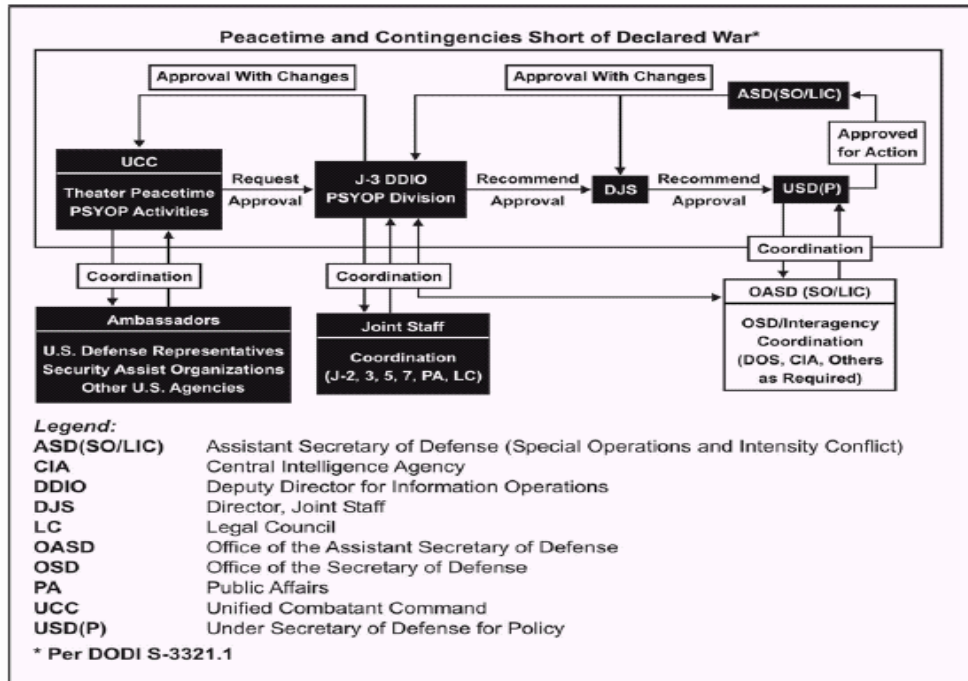 Peacetime and Contingencies Short of Declared War*
Approval With Changes
Approval With Changes
ASD(SO/LIC)
Approved
for Action
UCC
Theater Peacetime
PSYOP Activities
Request
Approval
J-3 DDIO
PSYOP Division
Recommend
Approval
DJS
Recommend
Approval
USD(P)
Coordination
Coordination
Coordination
Ambassadors
U.S. Defense Representatives
Security Assist Organizations
Other U.S. Agencies
Joint Staff
Coordination
(J-2, 3, 5, 7, PA, LC)
OASD (SO/LIC)
OSD/Interagency
Coordination
(DOS, CIA, Others
as Required)
Legend:
ASD(SO/LIC) Assistant Secretary of Defense (Special Operations and Intensity Conflict)
CIA Central Intelligence Agency
DDIO Deputy Director for Information Operations
DJS Director, Joint Staff
LC Legal Council
OASD Office of the Assistant Secretary of Defense
OSD Office of the Secretary of Defense
PA Public Affairs
UCC Unified Combatant Command
USD(P) Under Secretary of Defense for Policy
* Per DODI S-3321.1